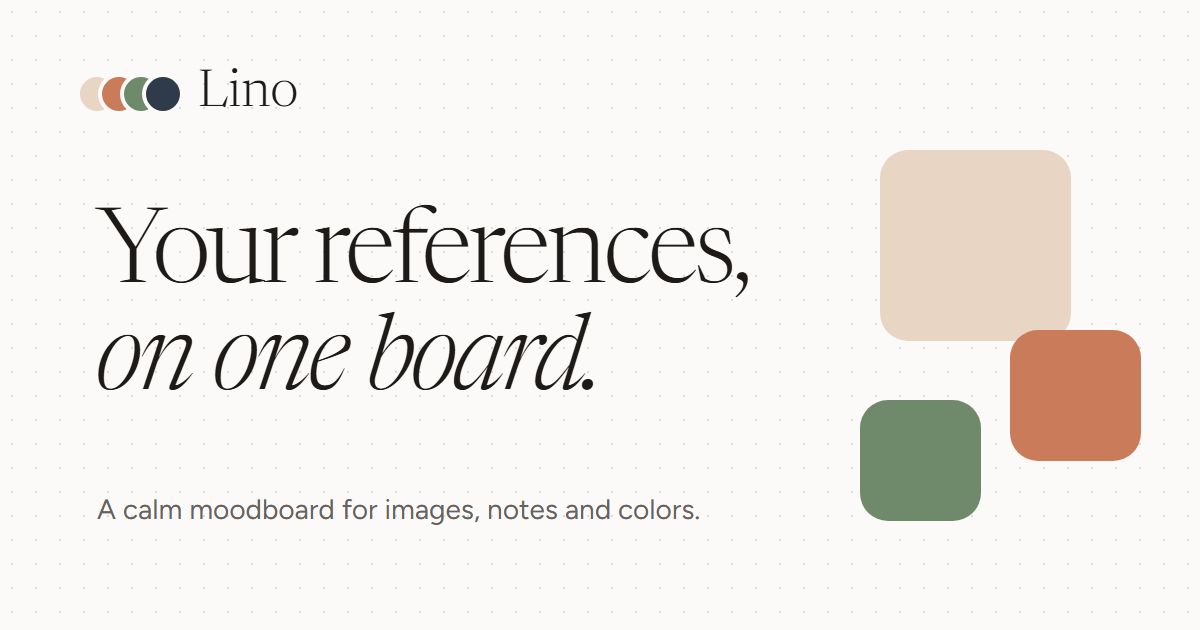 Lino
Your references,
on one board.
A calm moodboard for images, notes and colors.